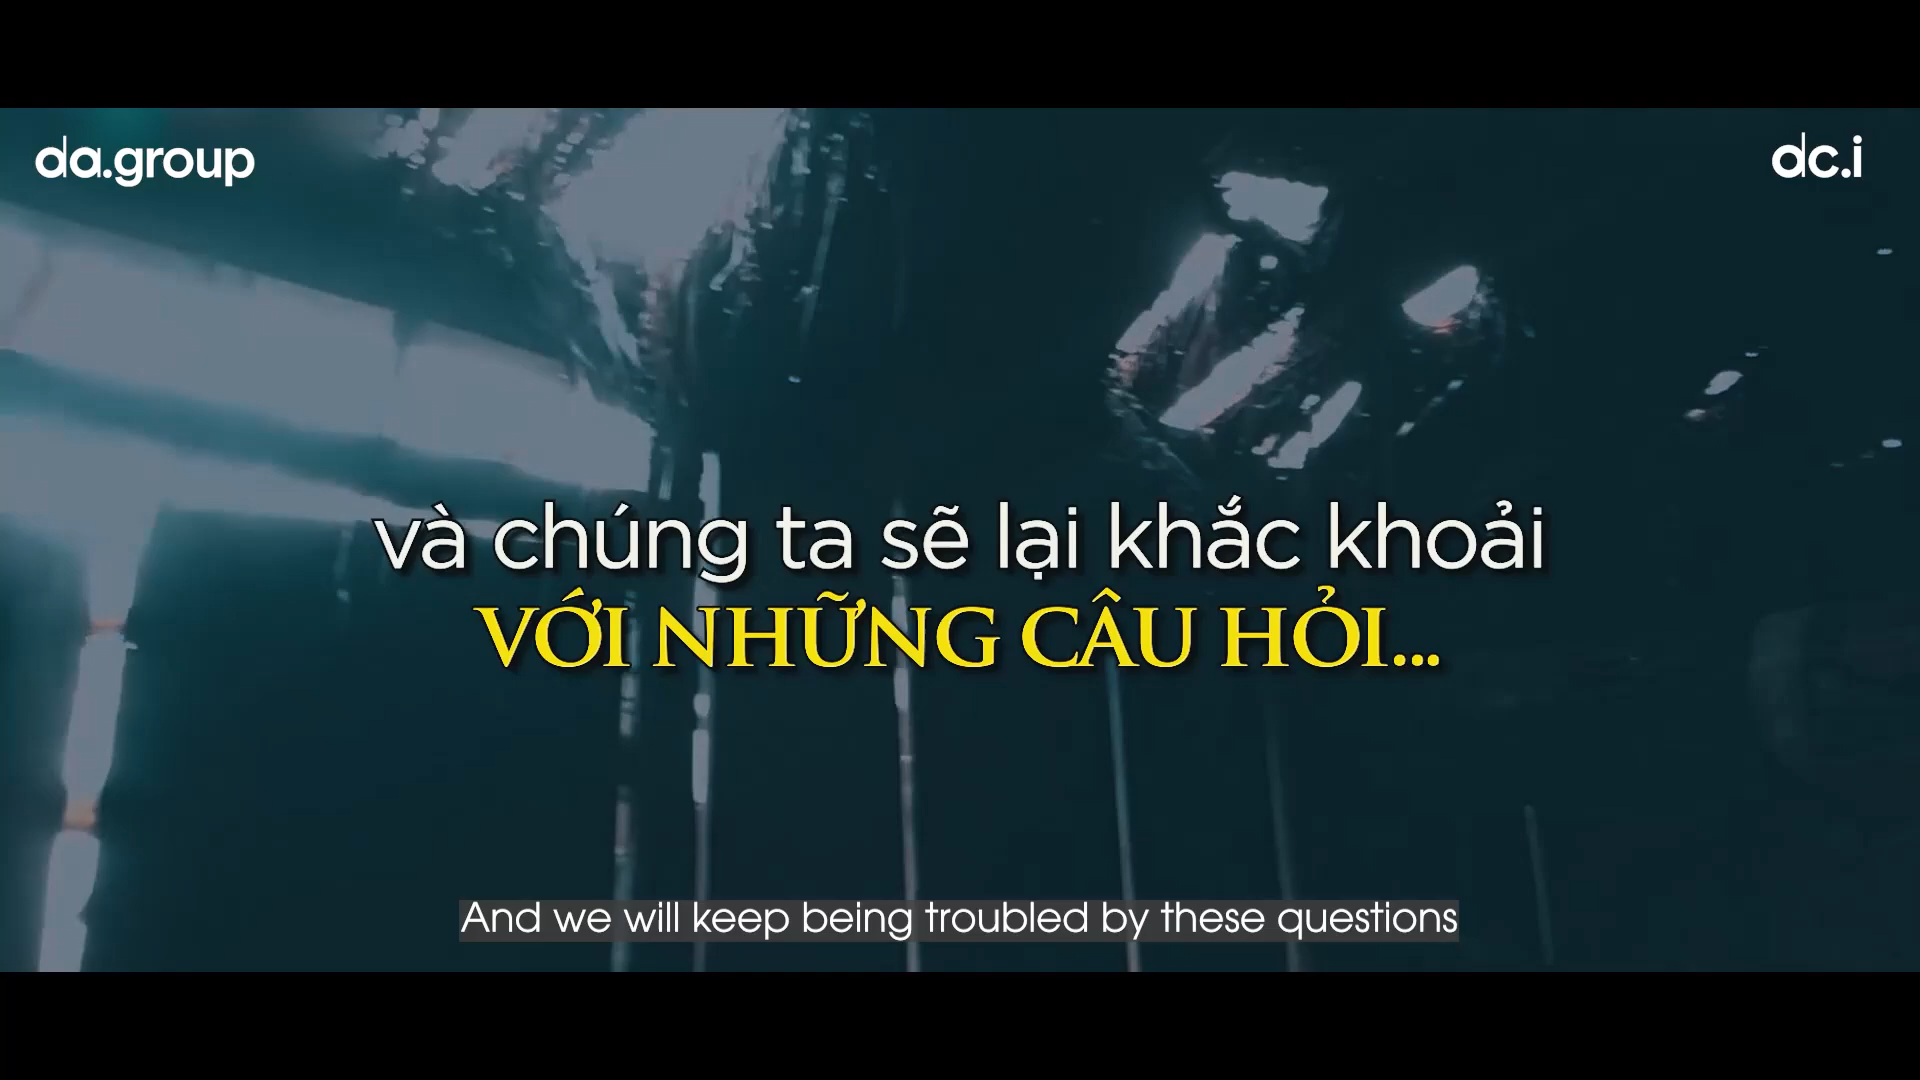 da.group
dc.i
và chúng ta sẽ lại khắc khoải
VỚI NHỮNG CÂU HỎI...
And we will keep being troubled by these questions